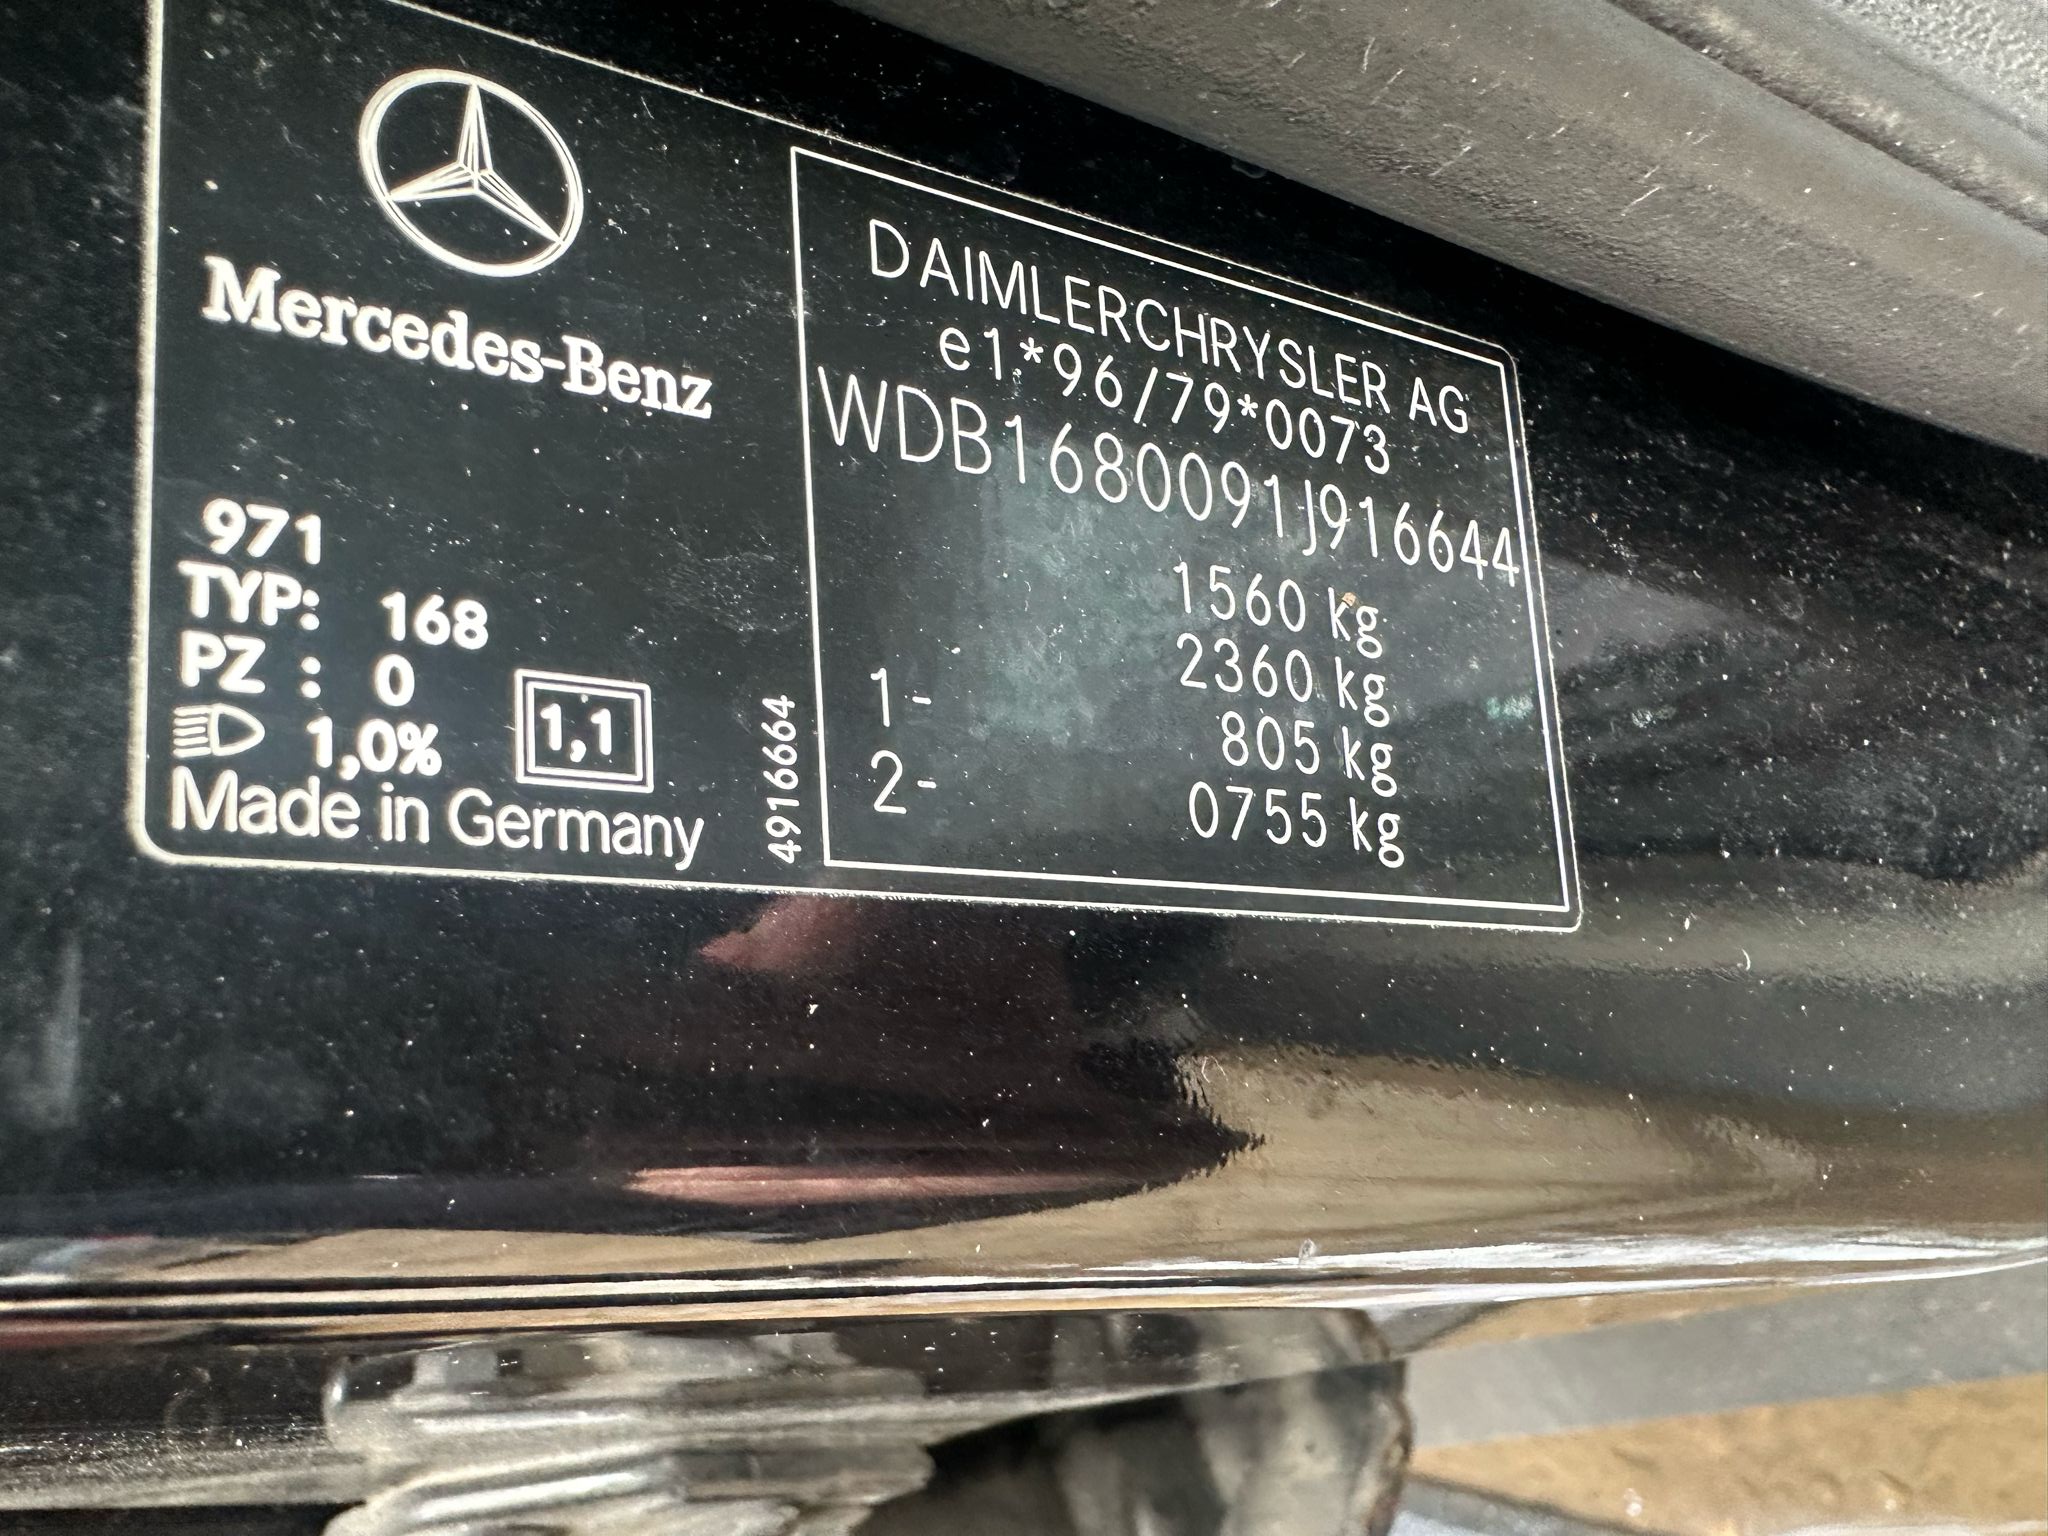 Mercedes-Benz
971
TYP: 168
PZ : 0
1,0%
1,1
Made in Germany
4916664
DAIMLERCHRYSLER AG
e1*96/79*0073
WDB1680091J916644
1560 kg
2360 kg
1- 805 kg
2- 0755 kg